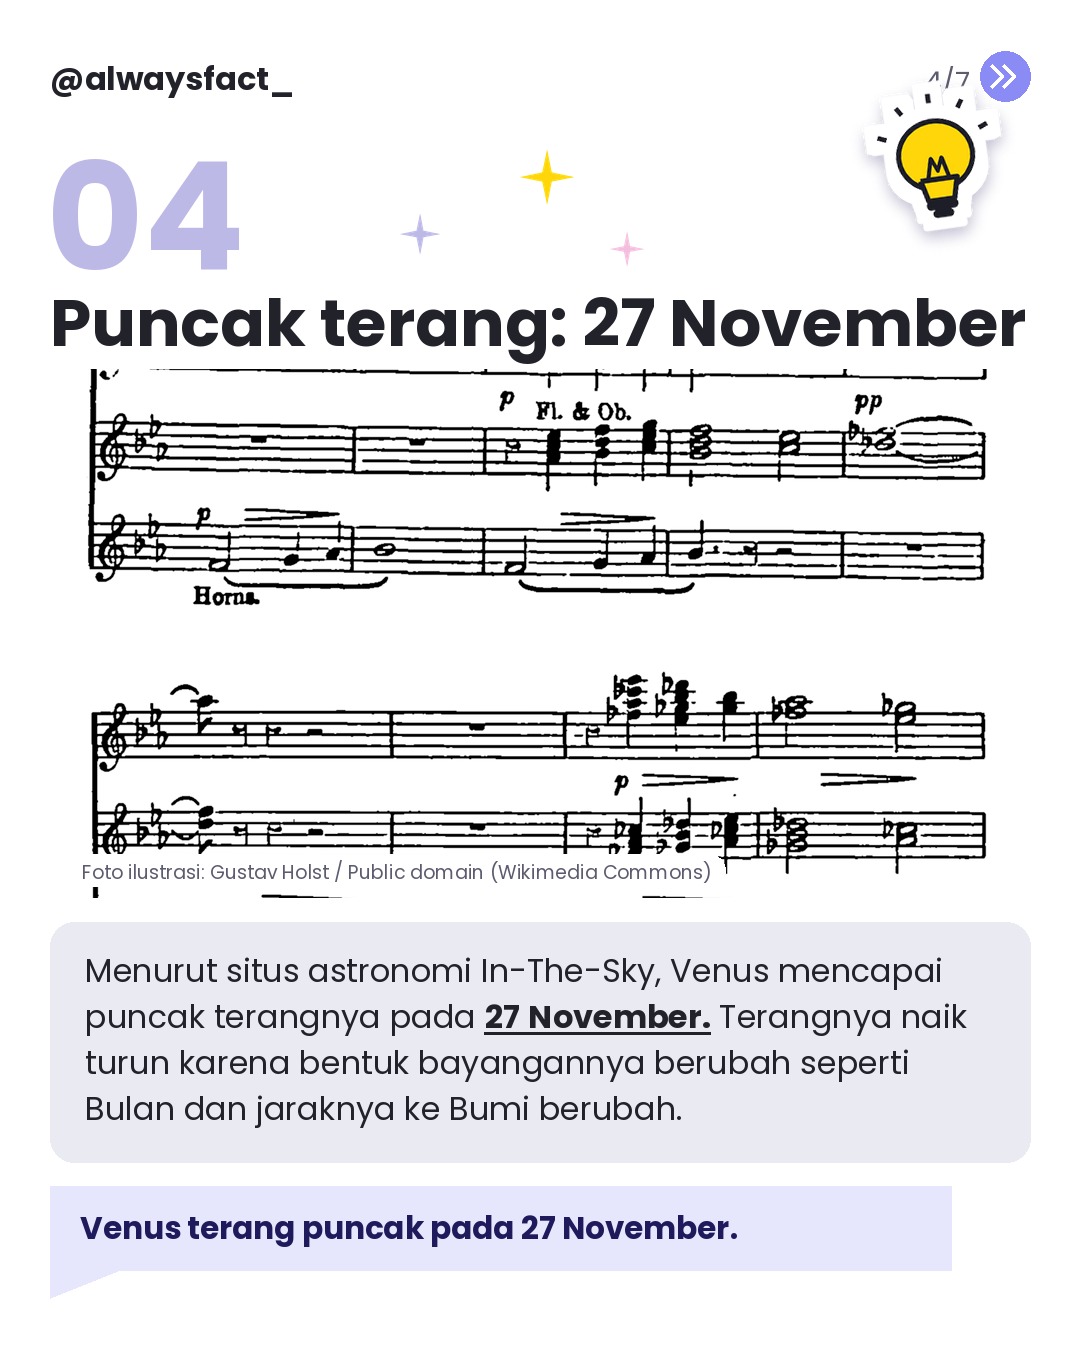 @alwaysfact_
4/7
04
Puncak terang: 27 November
p
Fl. & Ob.
pp
p
Horns.
p
Foto ilustrasi: Gustav Holst / Public domain (Wikimedia Commons)
Menurut situs astronomi In-The-Sky, Venus mencapai
puncak terangnya pada 27 November. Terangnya naik
turun karena bentuk bayangannya berubah seperti
Bulan dan jaraknya ke Bumi berubah.
Venus terang puncak pada 27 November.